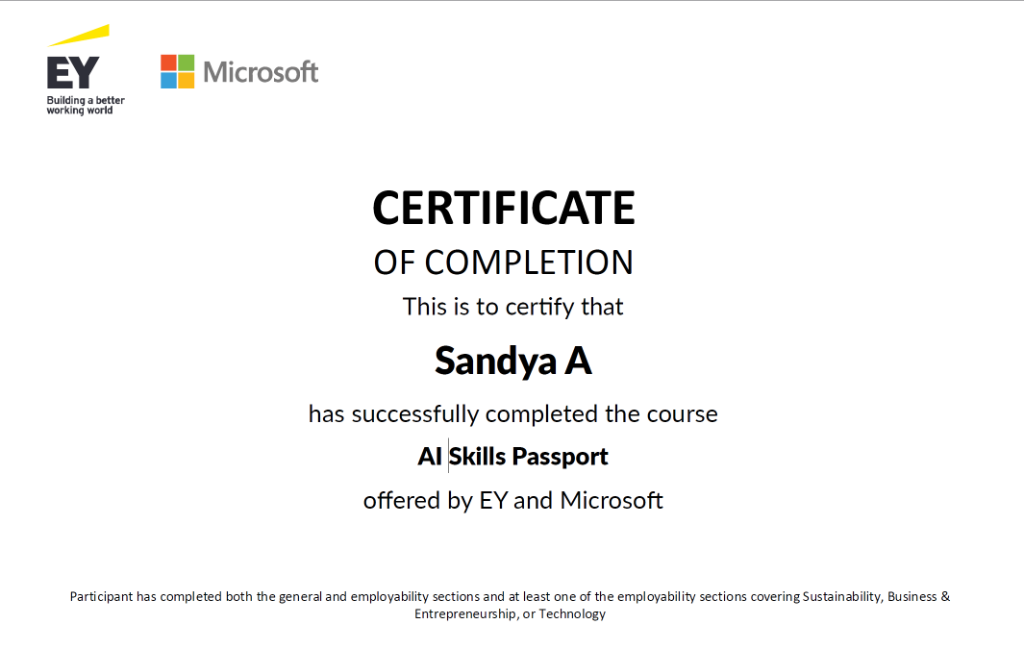 EY
Building a better
working world
Microsoft
CERTIFICATE
OF COMPLETION
This is to certify that
Sandya A
has successfully completed the course
AI Skills Passport
offered by EY and Microsoft
Participant has completed both the general and employability sections and at least one of the employability sections covering Sustainability, Business &
Entrepreneurship, or Technology